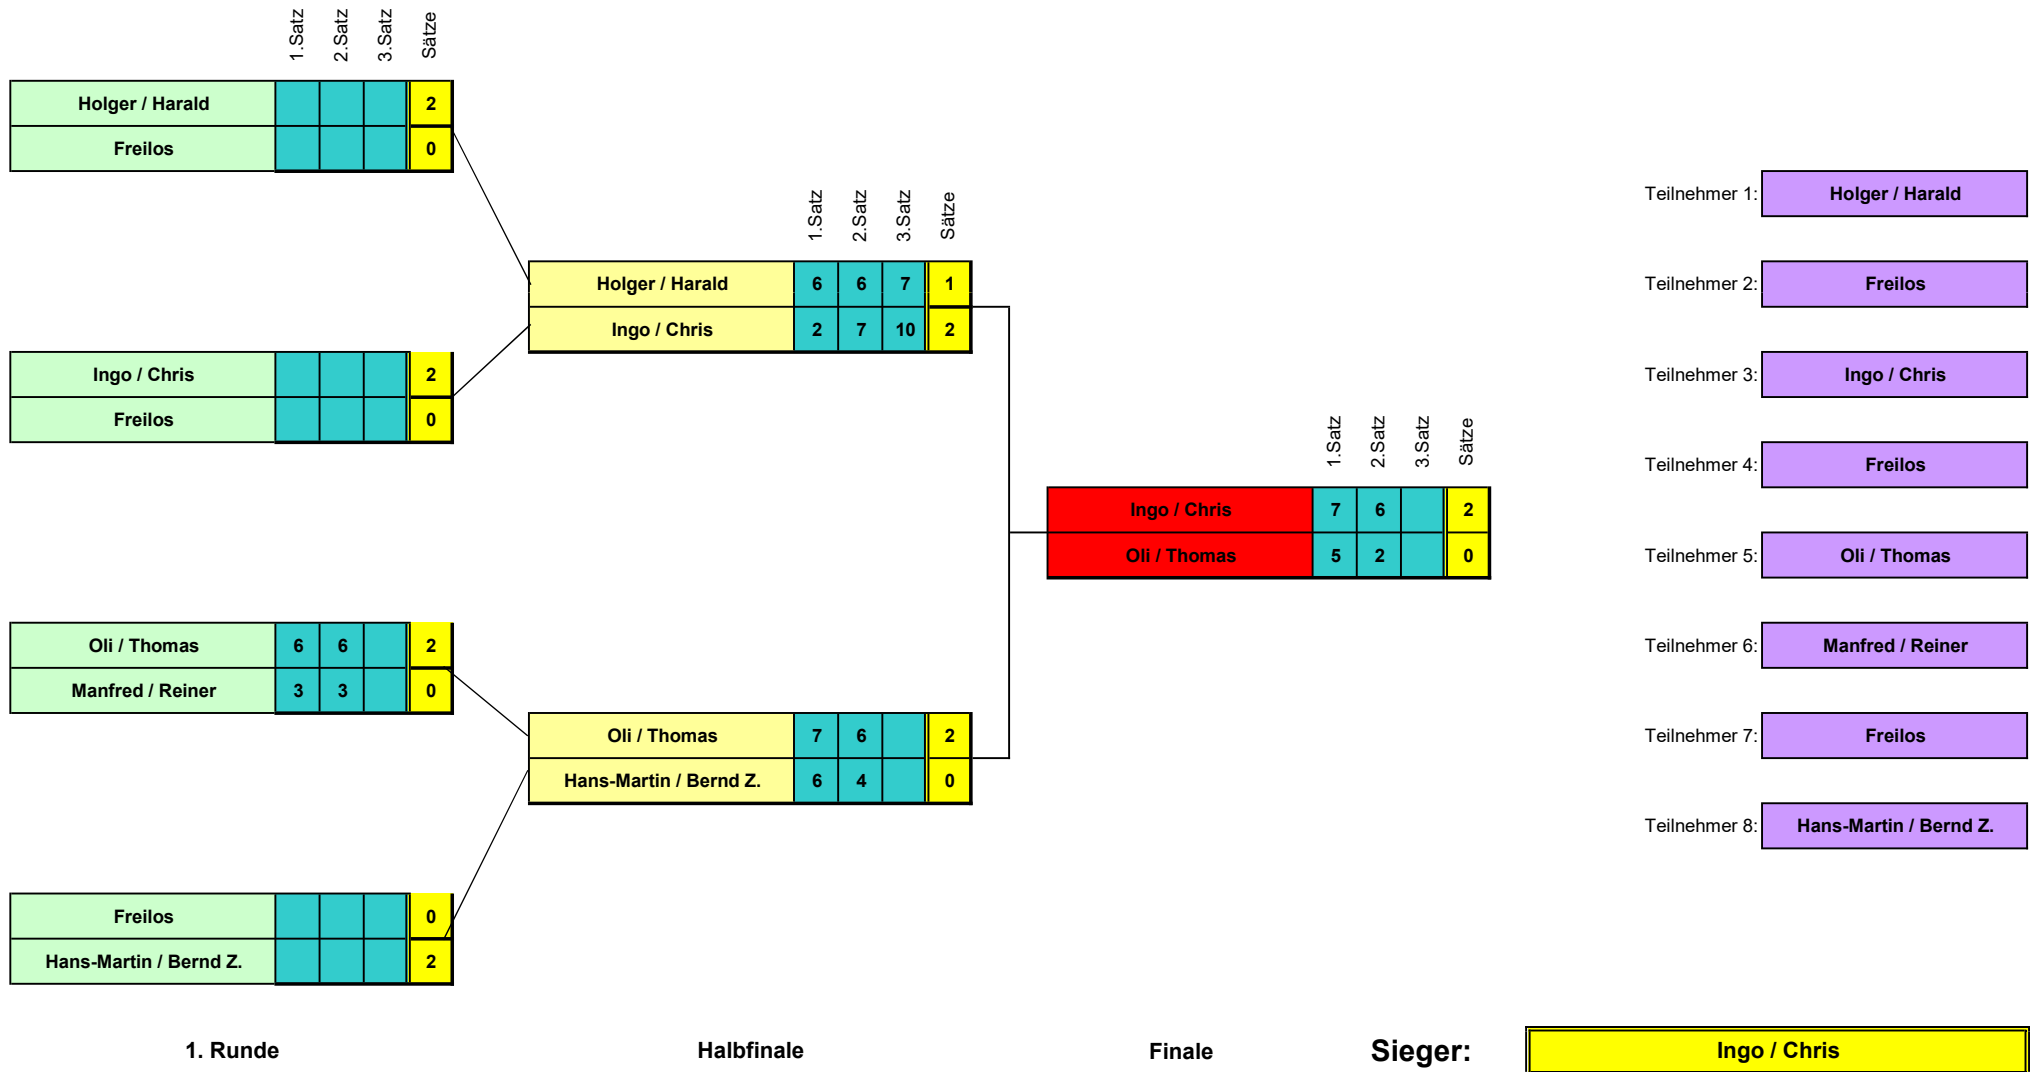 1.Satz 2.Satz 3.Satz Sätze
Holger / Harald 2
Freilos 0
Ingo / Chris 2
Freilos 0
Oli / Thomas 6 6 2
Manfred / Reiner 3 3 0
Freilos 0
Hans-Martin / Bernd Z. 2
1. Runde
1.Satz 2.Satz 3.Satz Sätze
Holger / Harald 6 6 7 1
Ingo / Chris 2 7 10 2
Oli / Thomas 7 6 2
Hans-Martin / Bernd Z. 6 4 0
Halbfinale
1.Satz 2.Satz 3.Satz Sätze
Ingo / Chris 7 6 2
Oli / Thomas 5 2 0
Finale
Teilnehmer 1: Holger / Harald
Teilnehmer 2: Freilos
Teilnehmer 3: Ingo / Chris
Teilnehmer 4: Freilos
Teilnehmer 5: Oli / Thomas
Teilnehmer 6: Manfred / Reiner
Teilnehmer 7: Freilos
Teilnehmer 8: Hans-Martin / Bernd Z.
Sieger: Ingo / Chris